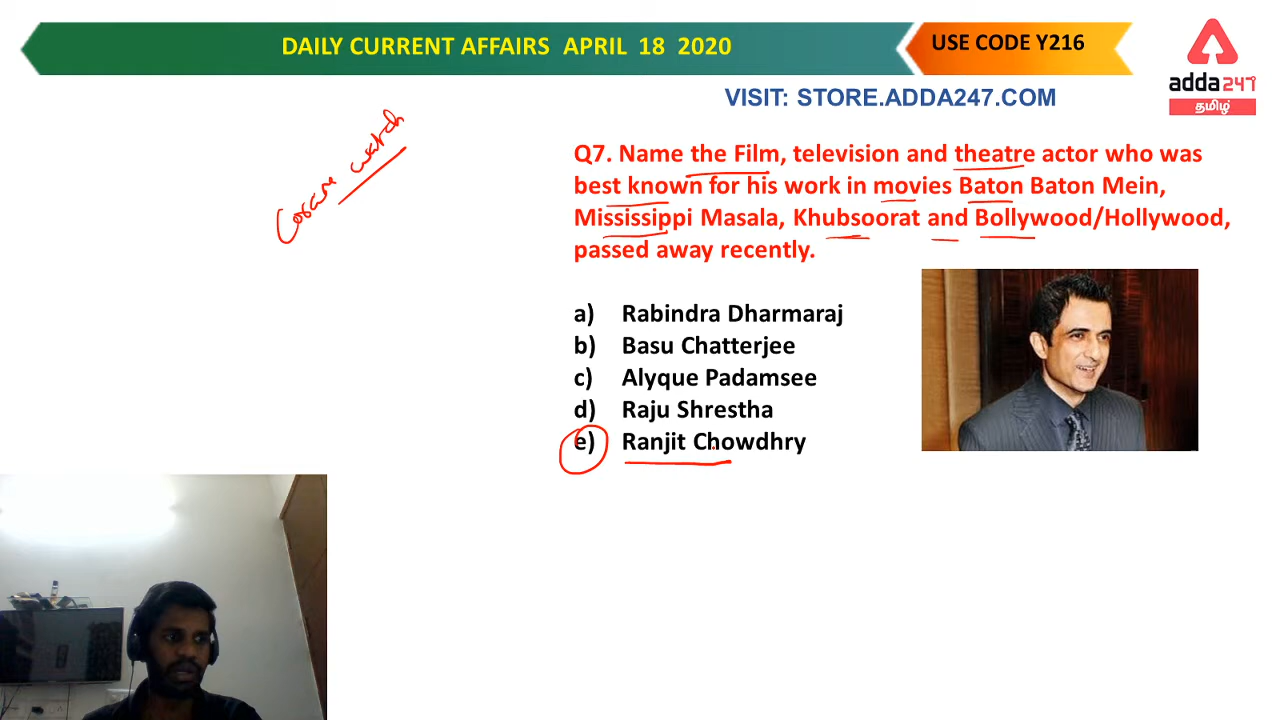 DAILY CURRENT AFFAIRS APRIL 18 2020
USE CODE Y216
adda247
தமிழ்
VISIT: STORE.ADDA247.COM
watch
Q7. Name the Film, television and theatre actor who was
best known for his work in movies Baton Baton Mein,
Mississippi Masala, Khubsoorat and Bollywood/Hollywood,
passed away recently.
a) Rabindra Dharmaraj
b) Basu Chatterjee
c) Alyque Padamsee
d) Raju Shrestha
e) Ranjit Chowdhry